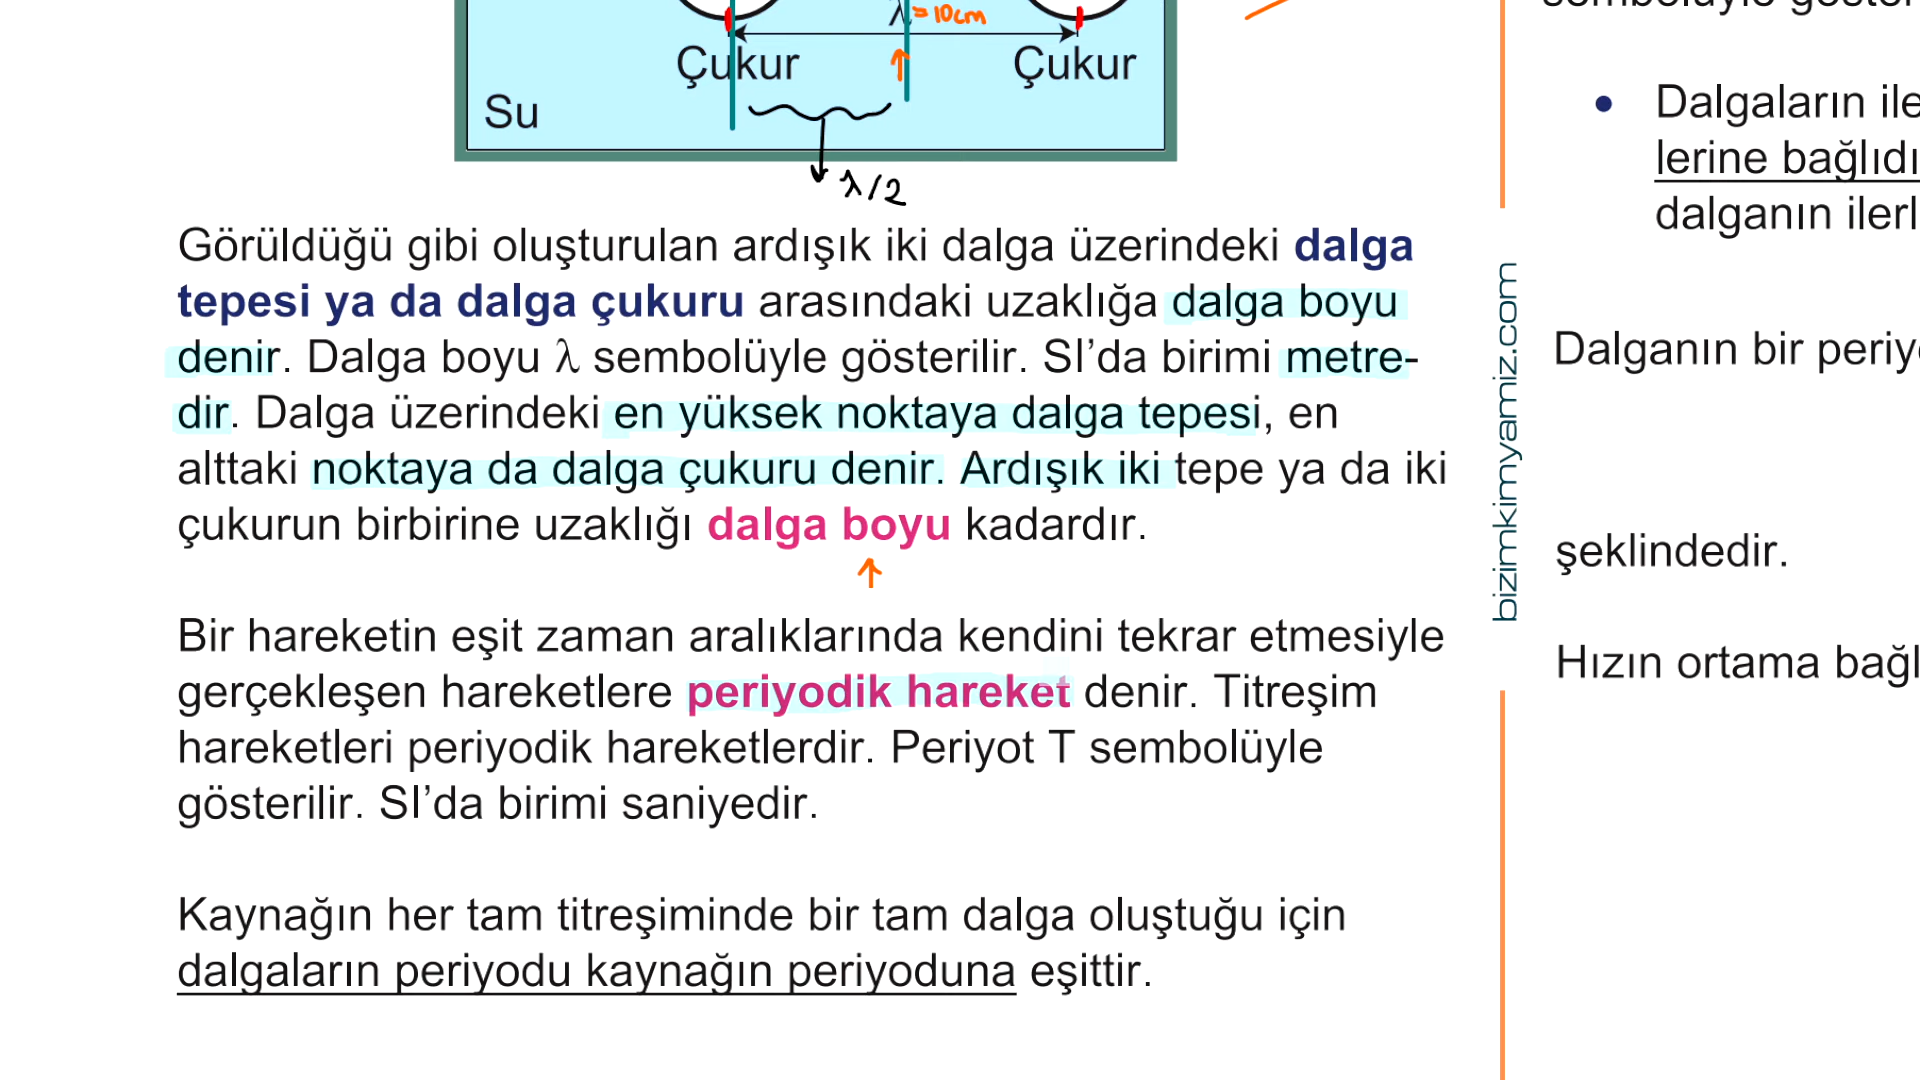 λ = 10cm
Çukur
Çukur
Su
λ/2
Görüldüğü gibi oluşturulan ardışık iki dalga üzerindeki dalga
tepesi ya da dalga çukuru arasındaki uzaklığa dalga boyu
denir. Dalga boyu λ sembolüyle gösterilir. SI’da birimi metre-
dir. Dalga üzerindeki en yüksek noktaya dalga tepesi, en
alttaki noktaya da dalga çukuru denir. Ardışık iki tepe ya da iki
çukurun birbirine uzaklığı dalga boyu kadardır.
Bir hareketin eşit zaman aralıklarında kendini tekrar etmesiyle
gerçekleşen hareketlere periyodik hareket denir. Titreşim
hareketleri periyodik hareketlerdir. Periyot T sembolüyle
gösterilir. SI’da birimi saniyedir.
Kaynağın her tam titreşiminde bir tam dalga oluştuğu için
dalgaların periyodu kaynağın periyoduna eşittir.
bizimkimyamiz.com
• Dalgaların ile
lerine bağlıdı
dalganın ilerl
Dalganın bir periy
şeklindedir.
Hızın ortama bağl